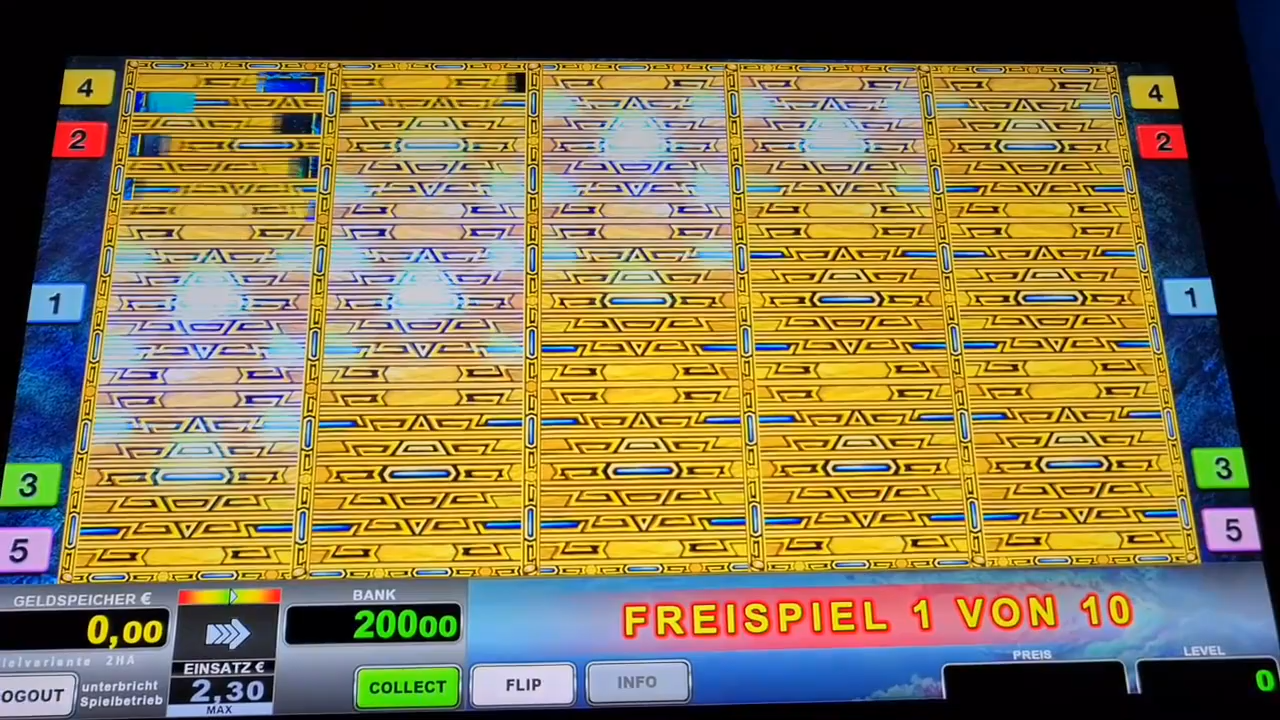 4
4
2
2
1
1
3
3
5
5
GELDSPEICHER €
0,00
BANK
20000
FREISPIEL 1 VON 10
2HA
EINSATZ €
2,30
MAX
OGOUT
unterbricht
Spielbetrieb
COLLECT
FLIP
INFO
PREIS
LEVEL
0